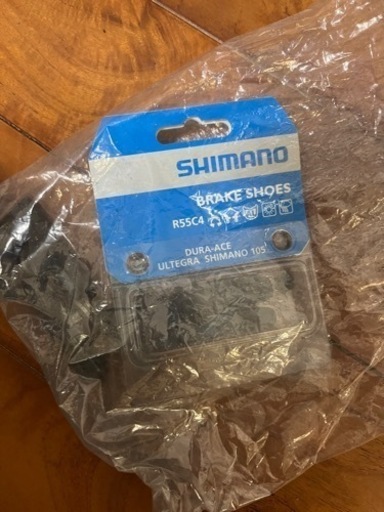 SHIMANO
BRAKE SHOES
R55C4
DURA-ACE
ULTEGRA SHIMANO 105